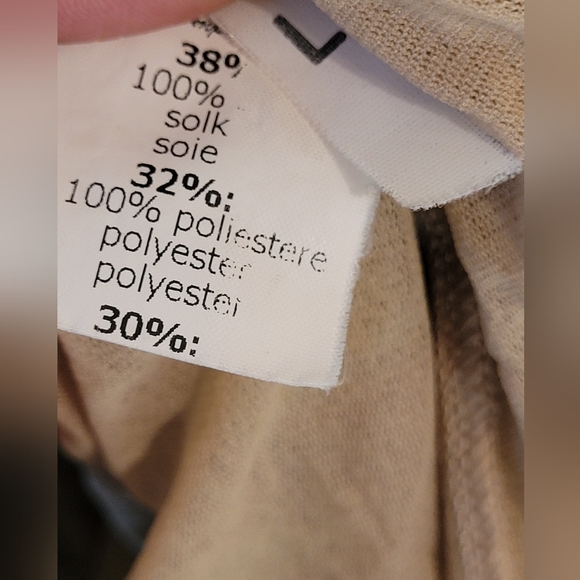 38%
100%
solk
soie
32%:
100% poliestere
polyester
polyester
30%:
L